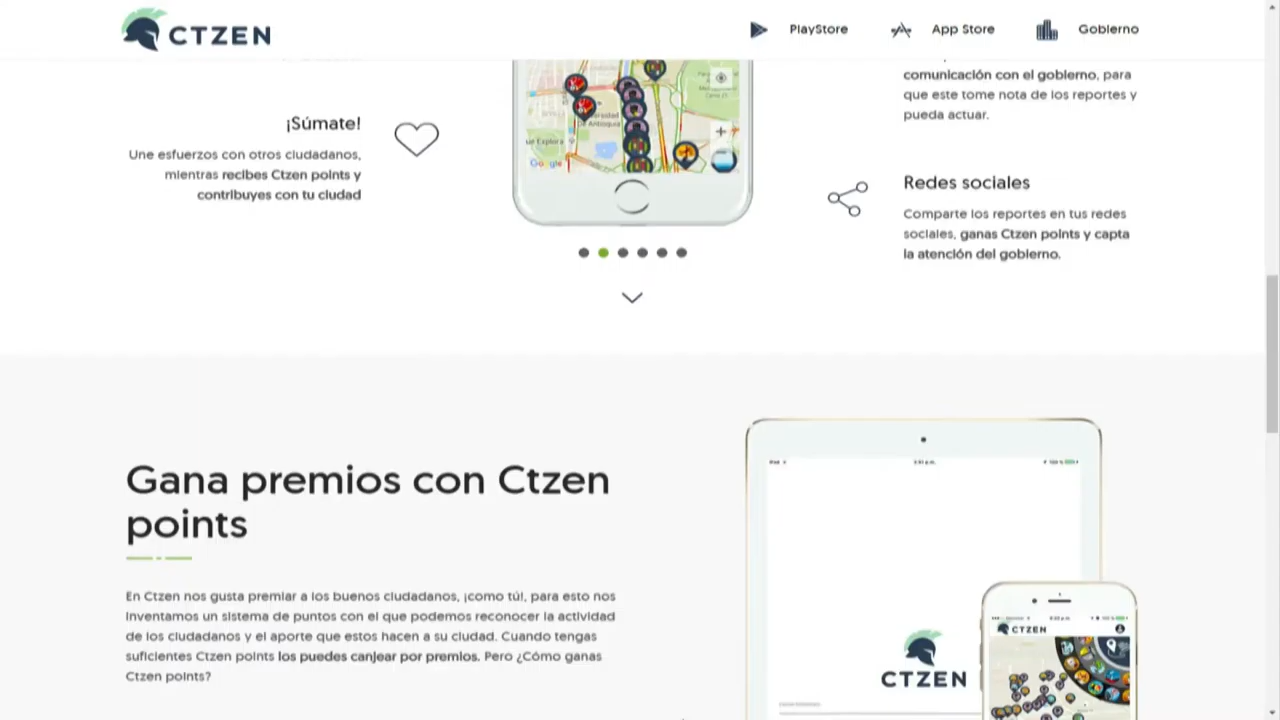 CTZEN
PlayStore
App Store
Gobierno
¡Súmate!
Une esfuerzos con otros ciudadanos,
mientras recibes Ctzen points y
contribuyes con tu ciudad
Google
comunicación con el gobierno, para
que este tome nota de los reportes y
pueda actuar.
Redes sociales
Comparte los reportes en tus redes
sociales, ganas Ctzen points y capta
la atención del gobierno.
Gana premios con Ctzen
points
En Ctzen nos gusta premiar a los buenos ciudadanos, ¡como tú!, para esto nos
inventamos un sistema de puntos con el que podemos reconocer la actividad
de los ciudadanos y el aporte que estos hacen a su ciudad. Cuando tengas
suficientes Ctzen points los puedes canjear por premios. Pero ¿Cómo ganas
Ctzen points?
CTZEN
CTZEN